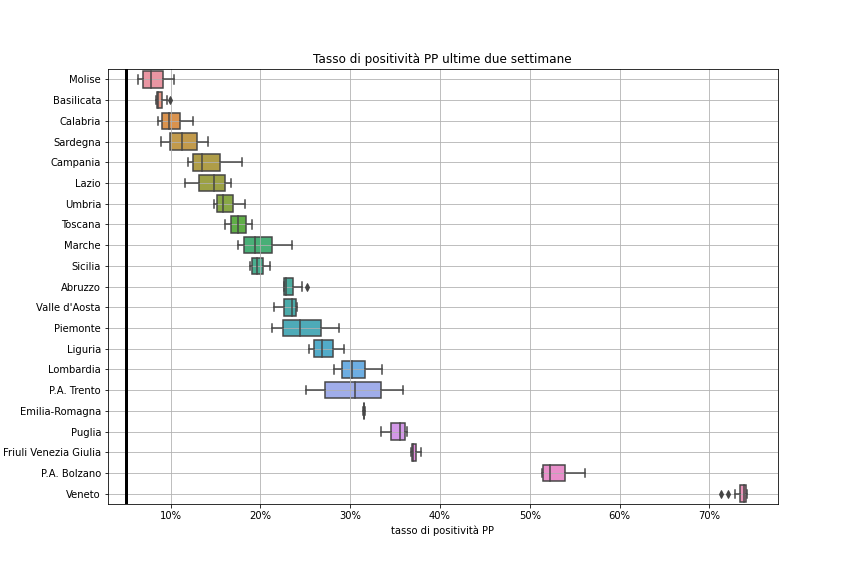 Tasso di positività PP ultime due settimane
Molise
Basilicata
Calabria
Sardegna
Campania
Lazio
Umbria
Toscana
Marche
Sicilia
Abruzzo
Valle d'Aosta
Piemonte
Liguria
Lombardia
P.A. Trento
Emilia-Romagna
Puglia
Friuli Venezia Giulia
P.A. Bolzano
Veneto
10% 20% 30% 40% 50% 60% 70%
tasso di positività PP